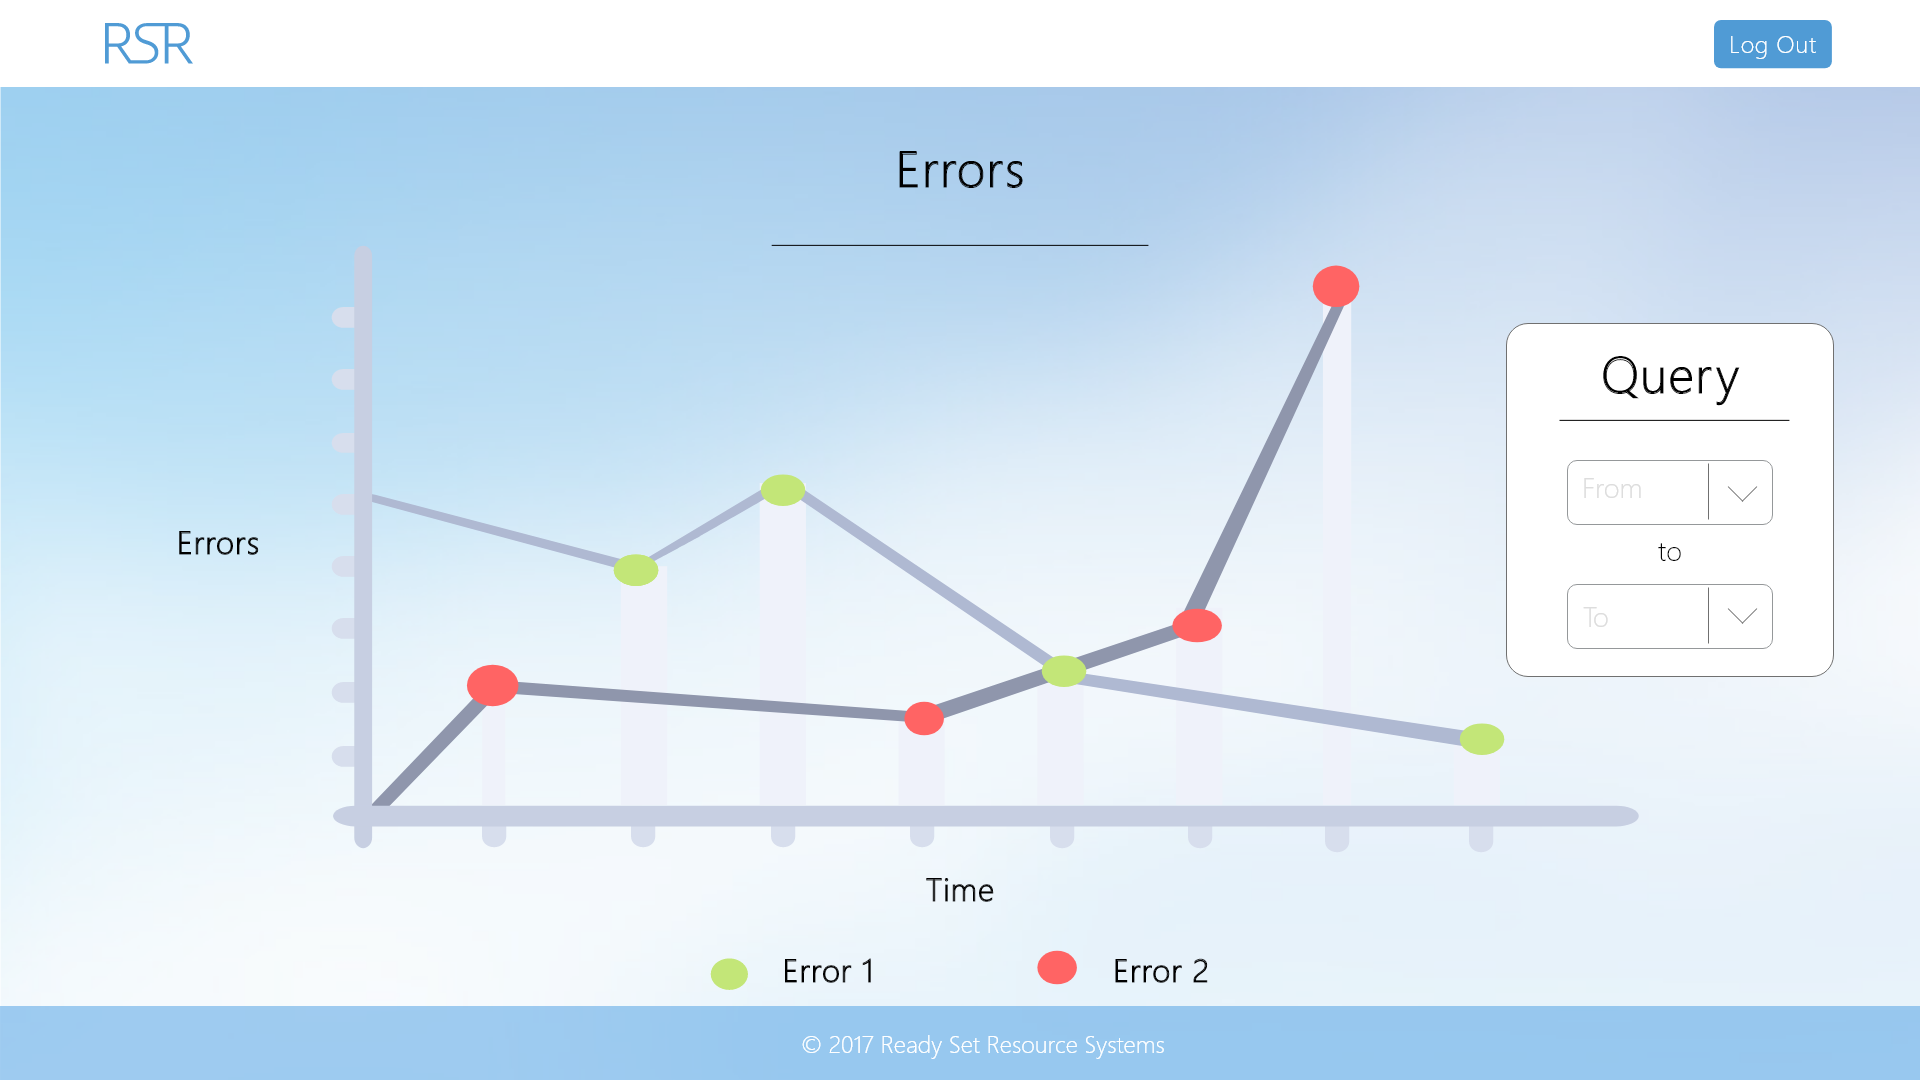 RSR
Log Out
Errors
Query
From
to
To
Errors
Time
Error 1
Error 2
© 2017 Ready Set Resource Systems